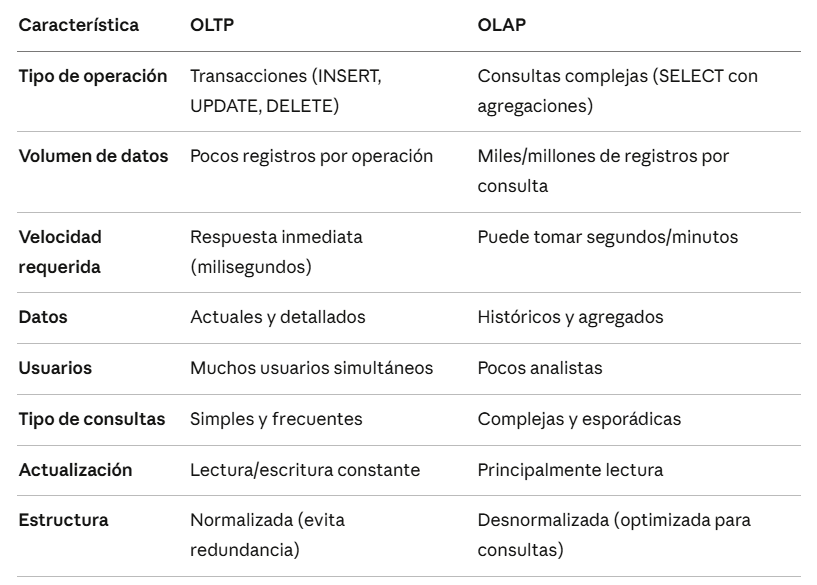 Característica OLTP OLAP
Tipo de operación Transacciones (INSERT, Consultas complejas (SELECT con
UPDATE, DELETE) agregaciones)
Volumen de datos Pocos registros por operación Miles/millones de registros por
consulta
Velocidad Respuesta inmediata Puede tomar segundos/minutos
requerida (milisegundos)
Datos Actuales y detallados Históricos y agregados
Usuarios Muchos usuarios simultáneos Pocos analistas
Tipo de consultas Simples y frecuentes Complejas y esporádicas
Actualización Lectura/escritura constante Principalmente lectura
Estructura Normalizada (evita Desnormalizada (optimizada para
redundancia) consultas)